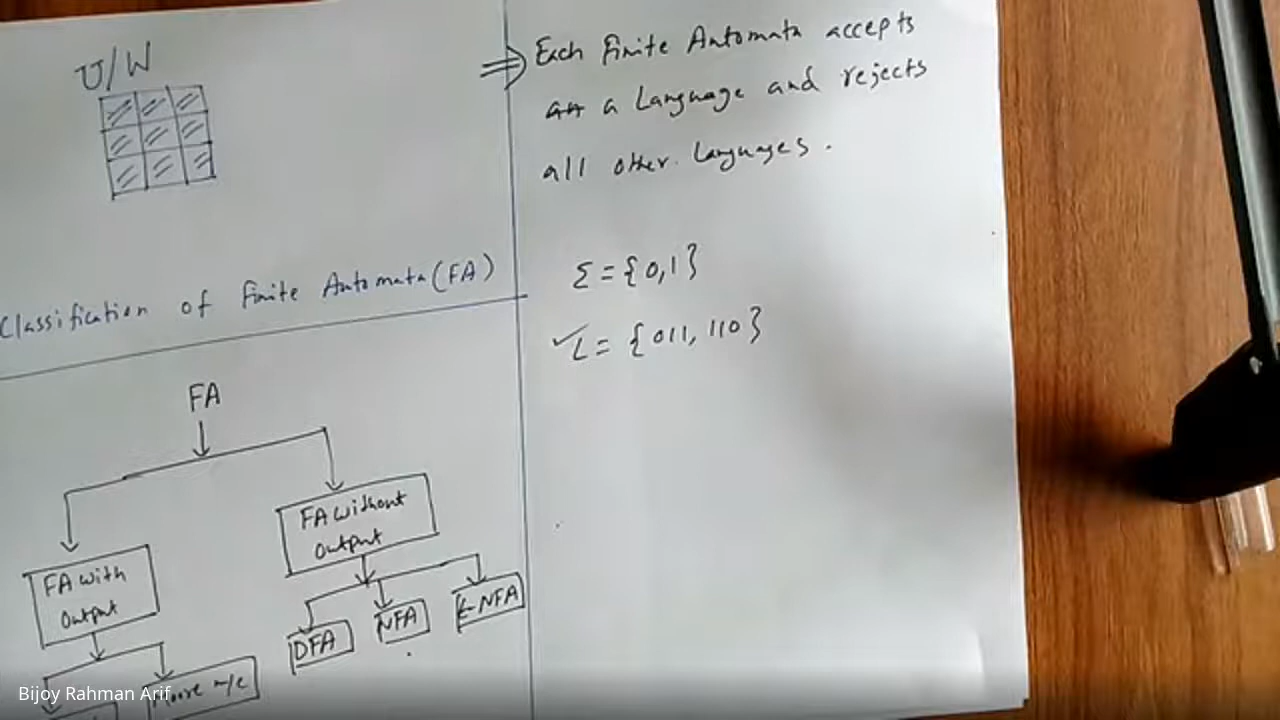 U/W
Classification of Finite Automata (FA)
FA
FA With
Output
Moore m/c
FA Without
Output
DFA
NFA
ε-NFA
⇒ Each Finite Automata accepts
a Language and rejects
all other Languages.
Σ = {0,1}
✓ L = {011, 110}
Bijoy Rahman Arif